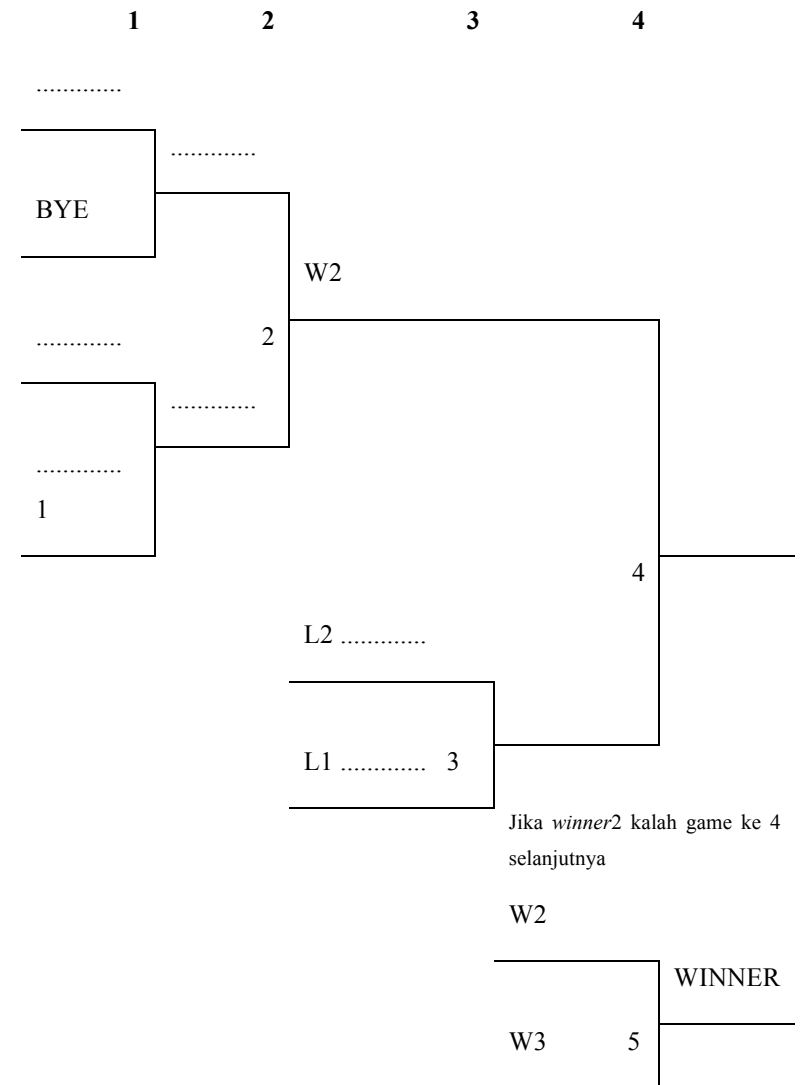 1 2 3 4
.............
.............
BYE
W2
.............
2
.............
.............
1
4
L2 .............
L1 ............. 3
Jika winner2 kalah game ke 4
selanjutnya
W2
WINNER
W3 5